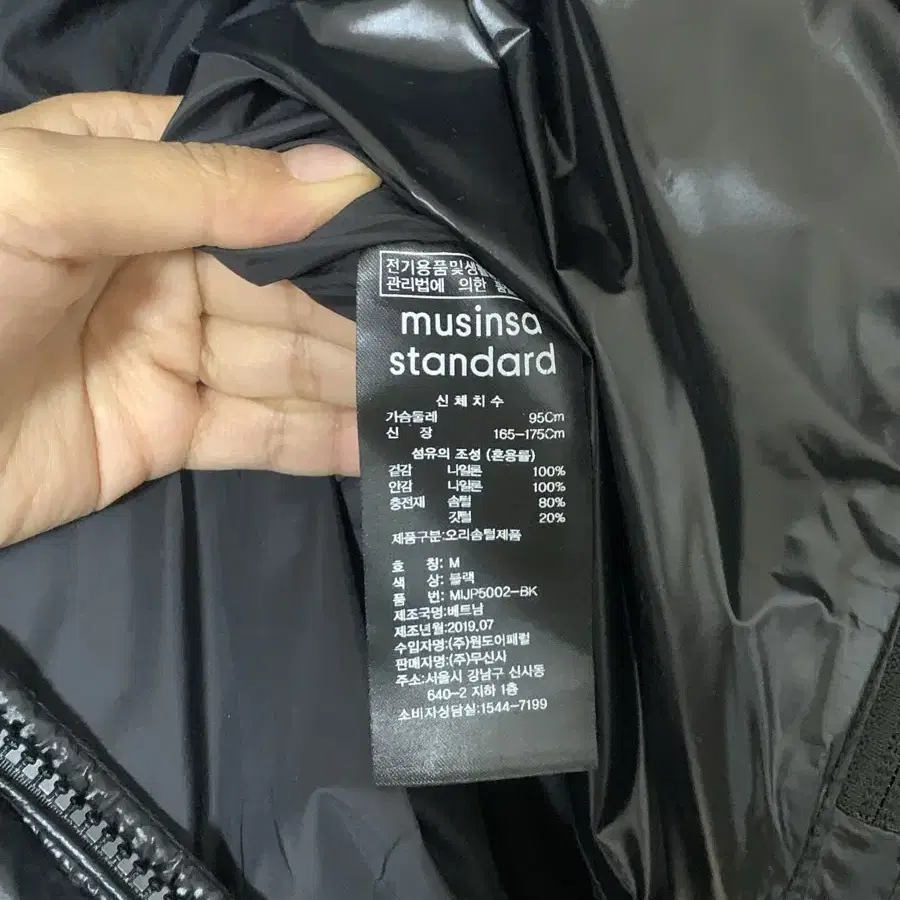 전기용품및생
관리법에 의한
musinsa
standard
신체치수
가슴둘레 95Cm
신 장 165-175Cm
섬유의 조성 (혼용률)
겉감 나일론 100%
안감 나일론 100%
충전재 솜털 80%
깃털 20%
제품구분:오리솜털제품
호 칭: M
색 상: 블랙
품 번: MIJP5002-BK
제조국명:베트남
제조년월:2019.07
수입자명:(주)원도어패럴
판매자명:(주)무신사
주소:서울시 강남구 신사동
640-2 지하 1층
소비자상담실:1544-7199